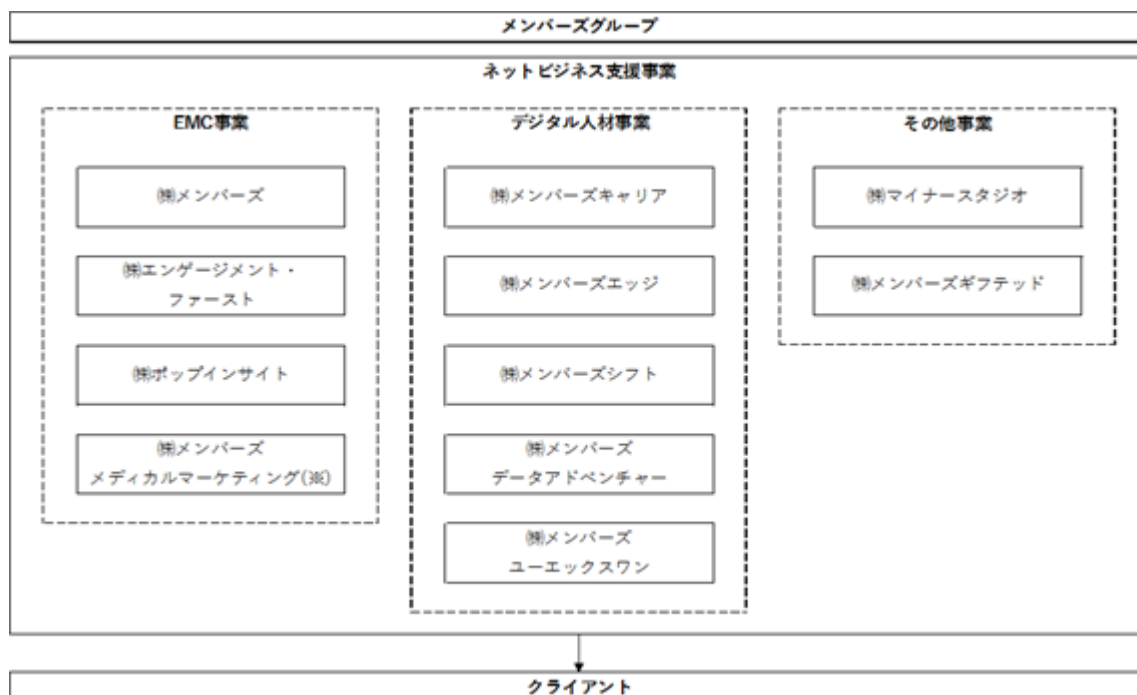 メンバーズグループ
ネットビジネス支援事業
EMC事業
㈱メンバーズ
㈱エンゲージメント・
ファースト
㈱ポップインサイト
㈱メンバーズ
メディカルマーケティング(※)
デジタル人材事業
㈱メンバーズキャリア
㈱メンバーズエッジ
㈱メンバーズシフト
㈱メンバーズ
データアドベンチャー
㈱メンバーズ
ユーエックスワン
その他事業
㈱マイナースタジオ
㈱メンバーズギフテッド
クライアント